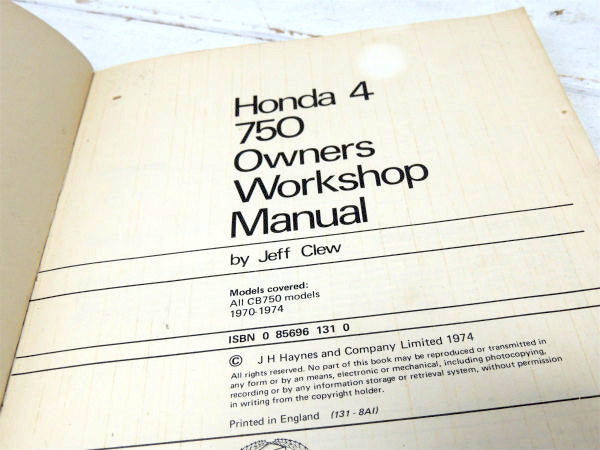 Honda 4
750
Owners
Workshop
Manual
by Jeff Clew
Models covered:
All CB750 models
1970-1974
ISBN 0 85696 131 0
© J H Haynes and Company Limited 1974
All rights reserved. No part of this book may be reproduced or transmitted in
any form or by an means, electronic or mechanical, including photocopying,
recording or by any information storage or retrieval system, without permission
in writing from the copyright holder.
Printed in England (131 - 8AI)